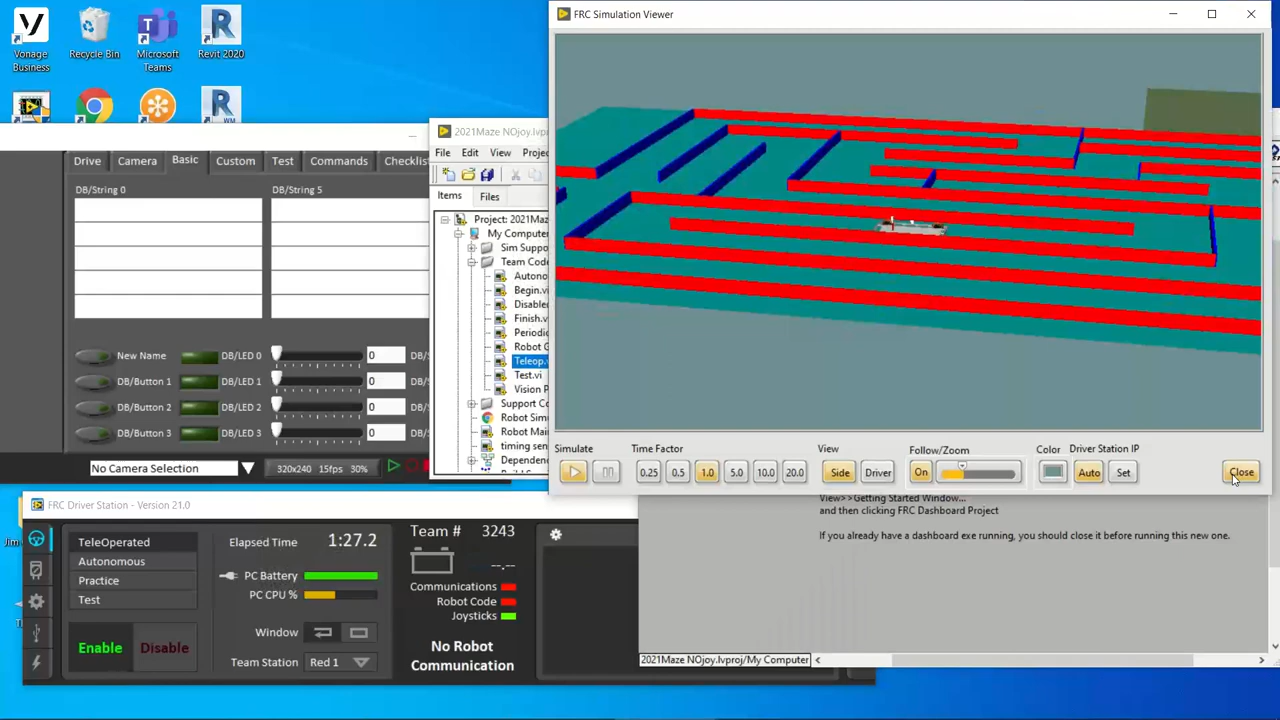 Vonage
Business
Recycle Bin
Microsoft
Teams
Revit 2020
FRC Simulation Viewer
2021Maze NOjoy.lvpro
File Edit View Projec
Items Files
Project: 2021Maz
My Computer
Sim Suppo
Team Code
Autono
Begin.vi
Disable
Finish.v
Periodic
Robot G
Teleop.
Test.vi
Vision P
Support Co
Robot Simu
Robot Mai
timing sen
Depende
Drive Camera Basic Custom Test Commands Checklis
DB/String 0 DB/String 5
New Name DB/LED 0 0
DB/Button 1 DB/LED 1 0
DB/Button 2 DB/LED 2 0
DB/Button 3 DB/LED 3 0
No Camera Selection 320x240 15fps 30%
Simulate Time Factor View Follow/Zoom Color Driver Station IP
0.25 0.5 1.0 5.0 10.0 20.0 Side Driver On Auto Set Close
View>>Getting Started Window...
and then clicking FRC Dashboard Project
If you already have a dashboard exe running, you should close it before running this new one.
2021Maze NOjoy.lvproj/My Computer
FRC Driver Station - Version 21.0
TeleOperated
Autonomous
Practice
Test
Enable Disable
Elapsed Time 1:27.2
PC Battery
PC CPU %
Window
Team Station Red 1
Team # 3243
--.--
Communications
Robot Code
Joysticks
No Robot
Communication